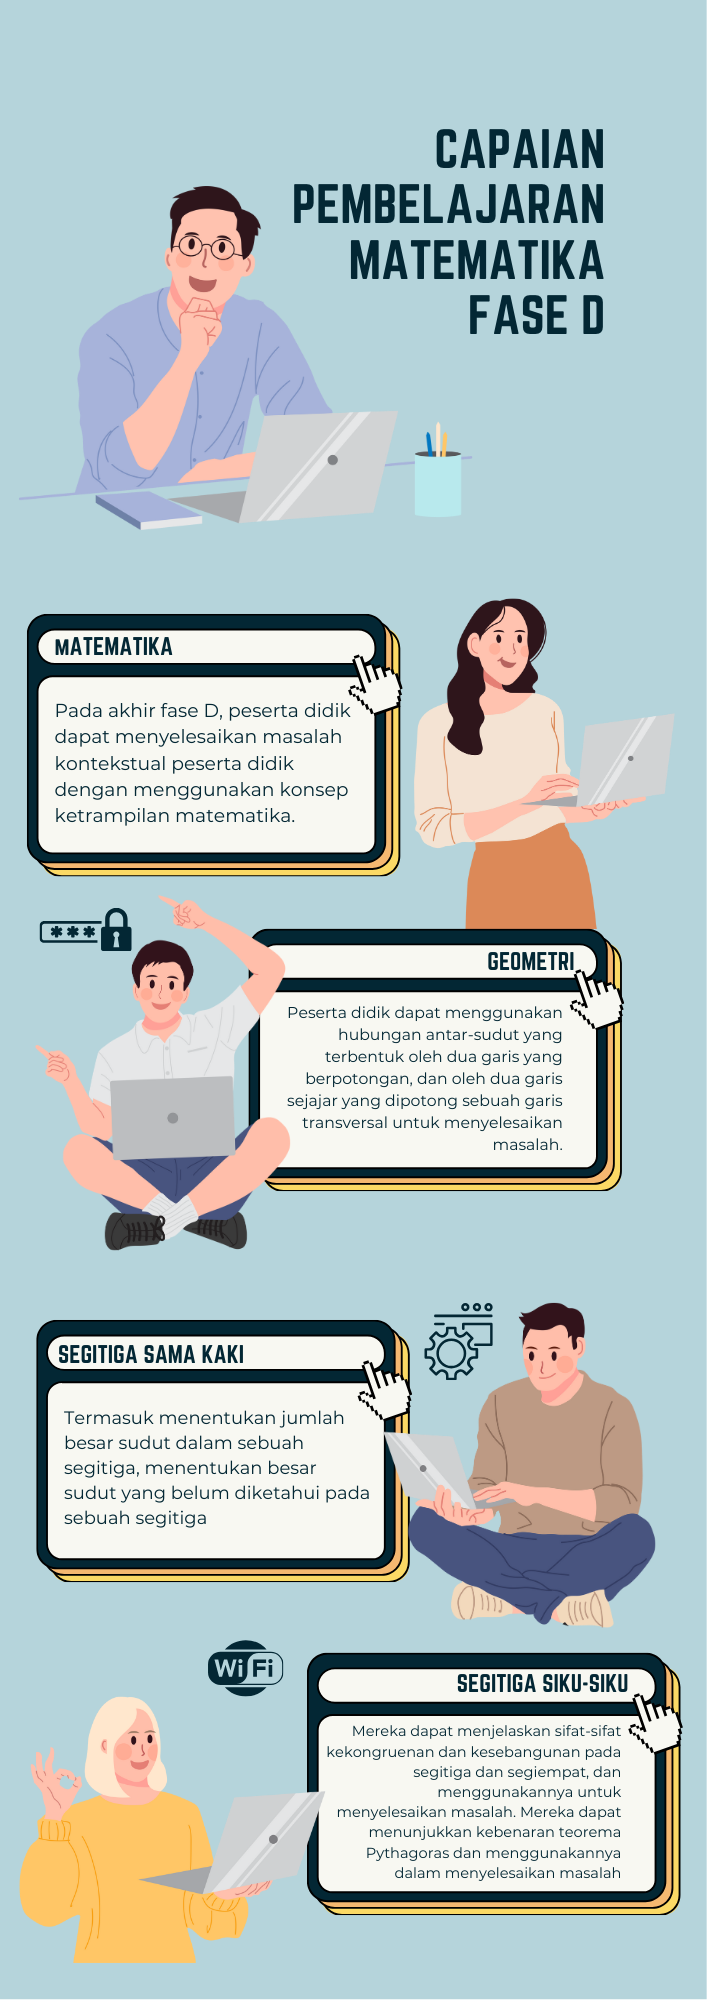 CAPAIAN
PEMBELAJARAN
MATEMATIKA
FASE D
MATEMATIKA
Pada akhir fase D, peserta didik
dapat menyelesaikan masalah
kontekstual peserta didik
dengan menggunakan konsep
ketrampilan matematika.
***
GEOMETRI
Peserta didik dapat menggunakan
hubungan antar-sudut yang
terbentuk oleh dua garis yang
berpotongan, dan oleh dua garis
sejajar yang dipotong sebuah garis
transversal untuk menyelesaikan
masalah.
SEGITIGA SAMA KAKI
Termasuk menentukan jumlah
besar sudut dalam sebuah
segitiga, menentukan besar
sudut yang belum diketahui pada
sebuah segitiga
Wi Fi
SEGITIGA SIKU-SIKU
Mereka dapat menjelaskan sifat-sifat
kekongruenan dan kesebangunan pada
segitiga dan segiempat, dan
menggunakannya untuk
menyelesaikan masalah. Mereka dapat
menunjukkan kebenaran teorema
Pythagoras dan menggunakannya
dalam menyelesaikan masalah